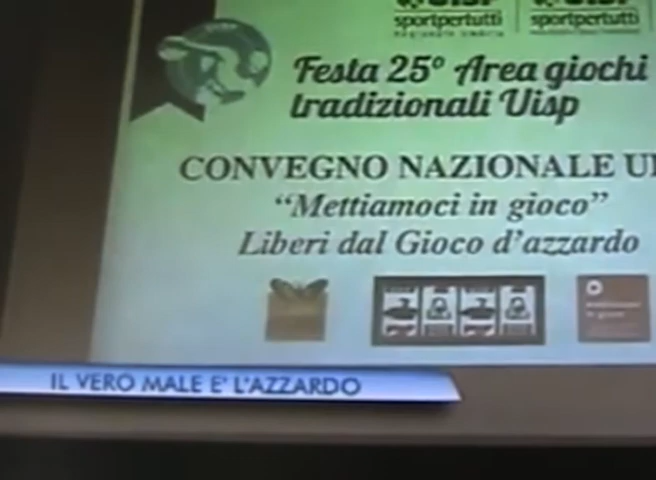 sportpertutti sportpertutti
Festa 25° Area giochi
tradizionali Uisp
CONVEGNO NAZIONALE
"Mettiamoci in gioco"
Liberi dal Gioco d'azzardo
IL VERO MALE E' L'AZZARDO